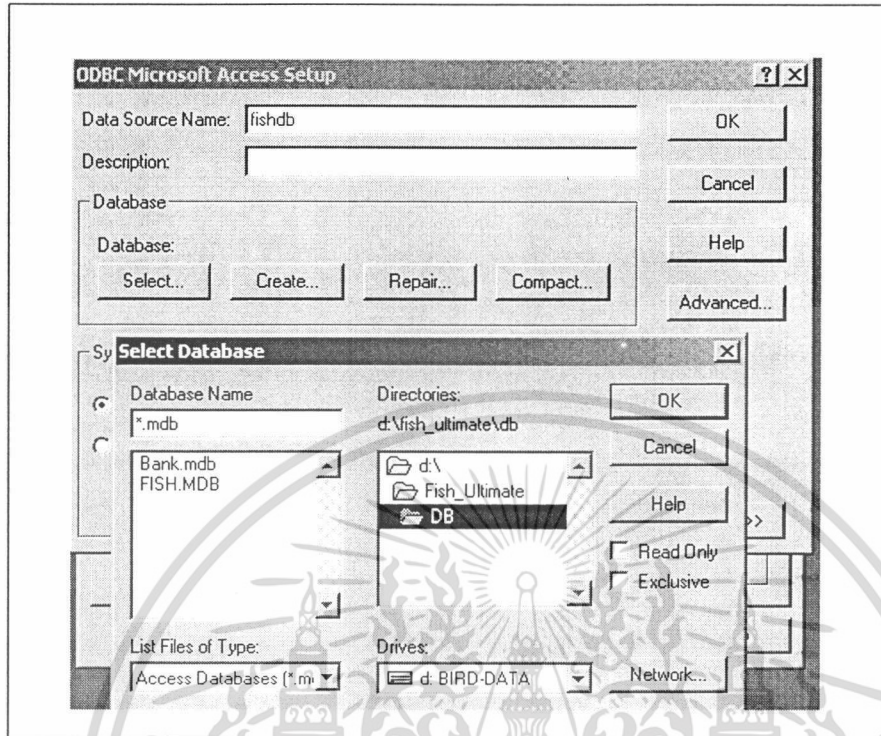 ODBC Microsoft Access Setup
Data Source Name: fishdb
OK
Description:
Cancel
Database
Database:
Help
Select... Create... Repair... Compact...
Advanced...
Sy
Select Database
Database Name
*.mdb
Bank.mdb
FISH.MDB
Directories:
d:\fish_ultimate\db
d:\
Fish_Ultimate
DB
OK
Cancel
Help
>>
Read Only
Exclusive
List Files of Type:
Access Databases (*.m
Drives:
d: BIRD-DATA
Network...